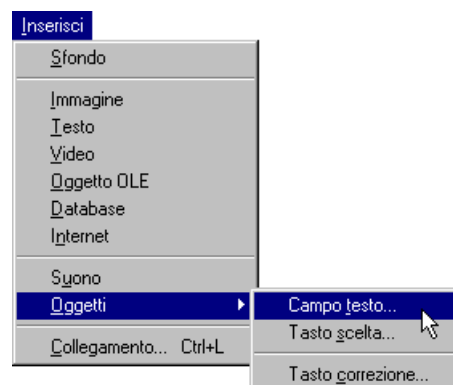 Inserisci
Sfondo
Immagine
Testo
Video
Oggetto OLE
Database
Internet
Suono
Oggetti
Campo testo...
Tasto scelta...
Collegamento... Ctrl+L
Tasto correzione...